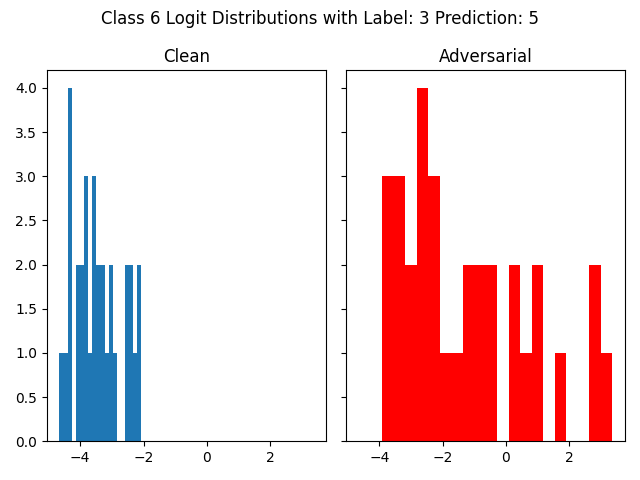 Class 6 Logit Distributions with Label: 3 Prediction: 5
Clean
Adversarial
4.0
3.5
3.0
2.5
2.0
1.5
1.0
0.5
0.0
−4 −2 0 2
−4 −2 0 2